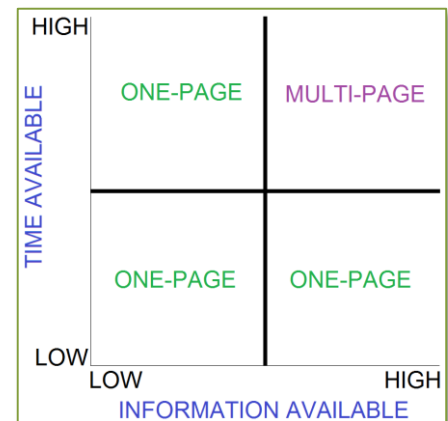 HIGH
ONE-PAGE MULTI-PAGE
TIME AVAILABLE
ONE-PAGE ONE-PAGE
LOW
LOW HIGH
INFORMATION AVAILABLE